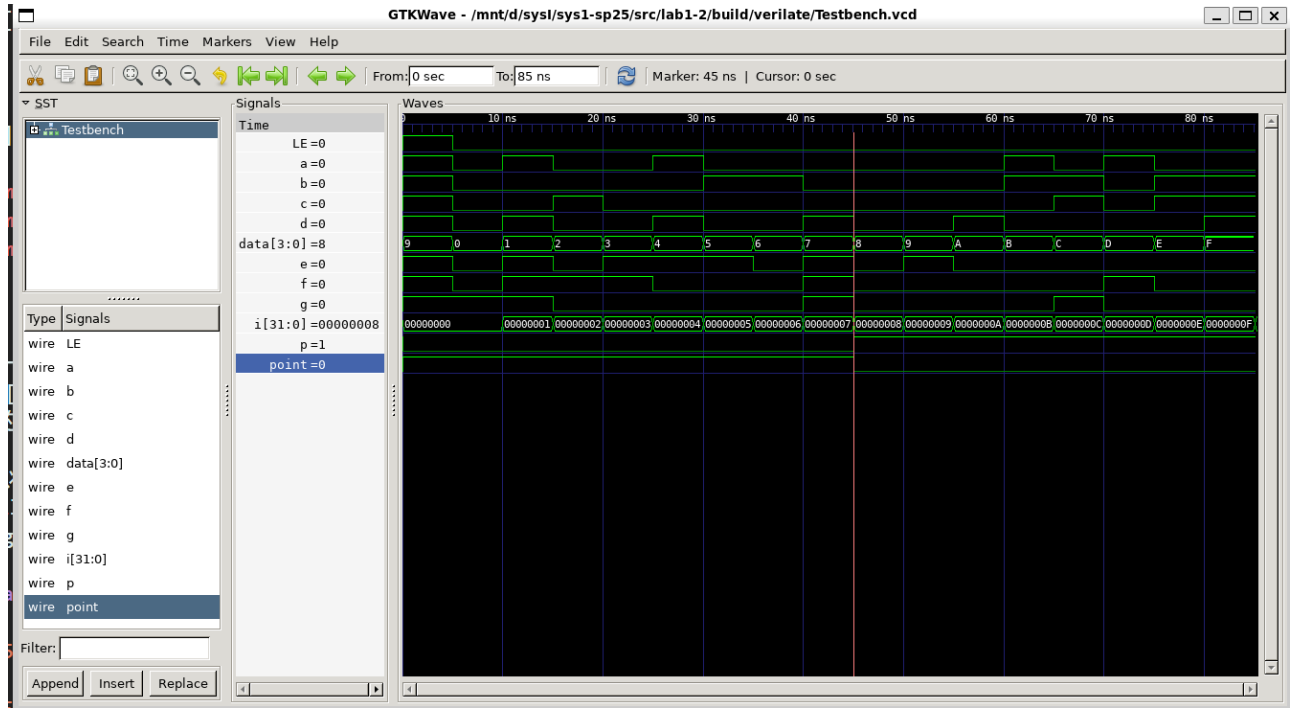 GTKWave - /mnt/d/sysI/sys1-sp25/src/lab1-2/build/verilate/Testbench.vcd
File Edit Search Time Markers View Help
From: 0 sec To: 85 ns Marker: 45 ns | Cursor: 0 sec
SST
Testbench
Type Signals
wire LE
wire a
wire b
wire c
wire d
wire data[3:0]
wire e
wire f
wire g
wire i[31:0]
wire p
wire point
Filter:
Append Insert Replace
Signals
Time
LE =0
a =0
b =0
c =0
d =0
data[3:0] =8
e =0
f =0
g =0
i[31:0] =00000008
p =1
point =0
Waves
10 ns 20 ns 30 ns 40 ns 50 ns 60 ns 70 ns 80 ns
9 0 1 2 3 4 5 6 7 8 9 A B C D E F
00000000 00000001 00000002 00000003 00000004 00000005 00000006 00000007 00000008 00000009 0000000A 0000000B 0000000C 0000000D 0000000E 0000000F